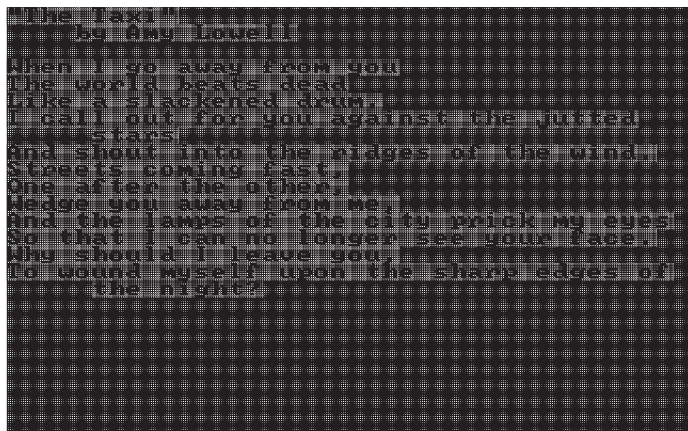 "The Taxi"
by Amy Lowell
When I go away from you
The world beats dead
Like a slackened drum.
I call out for you against the jutted
stars
And shout into the ridges of the wind.
Streets coming fast,
One after the other,
Wedge you away from me,
And the lamps of the city prick my eyes
So that I can no longer see your face.
Why should I leave you,
To wound myself upon the sharp edges of
the night?